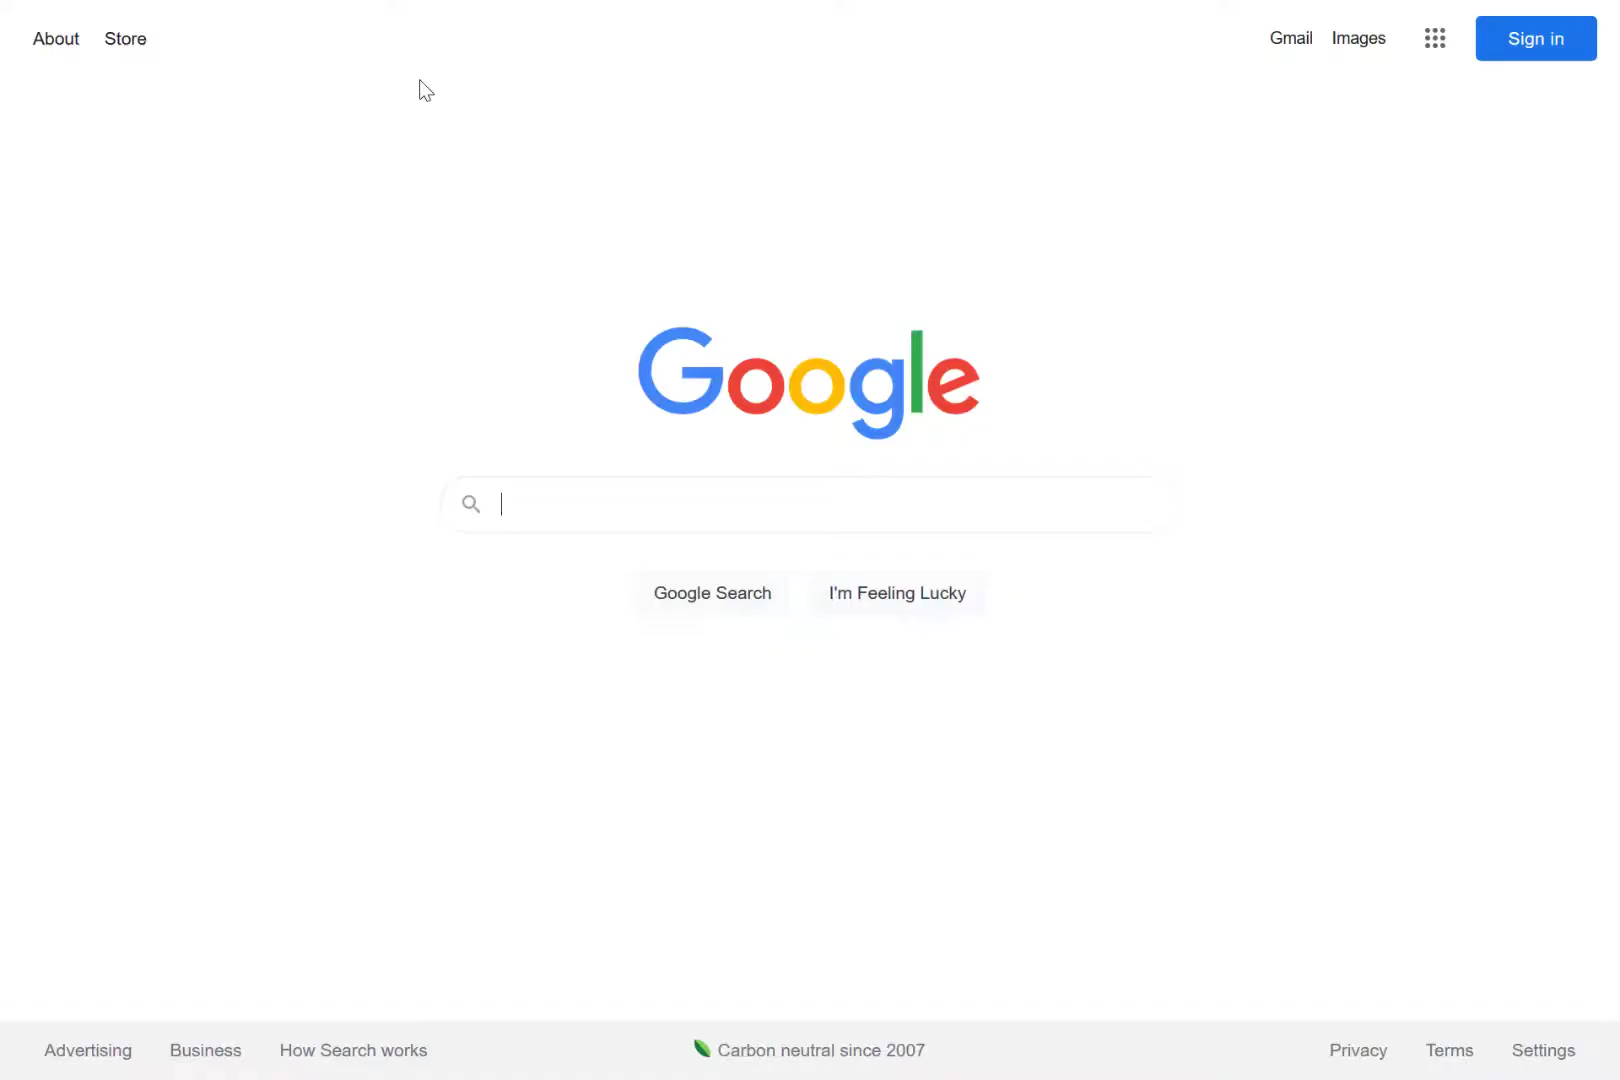 About Store Gmail Images Sign in
Google
Google Search I'm Feeling Lucky
Advertising Business How Search works Carbon neutral since 2007 Privacy Terms Settings